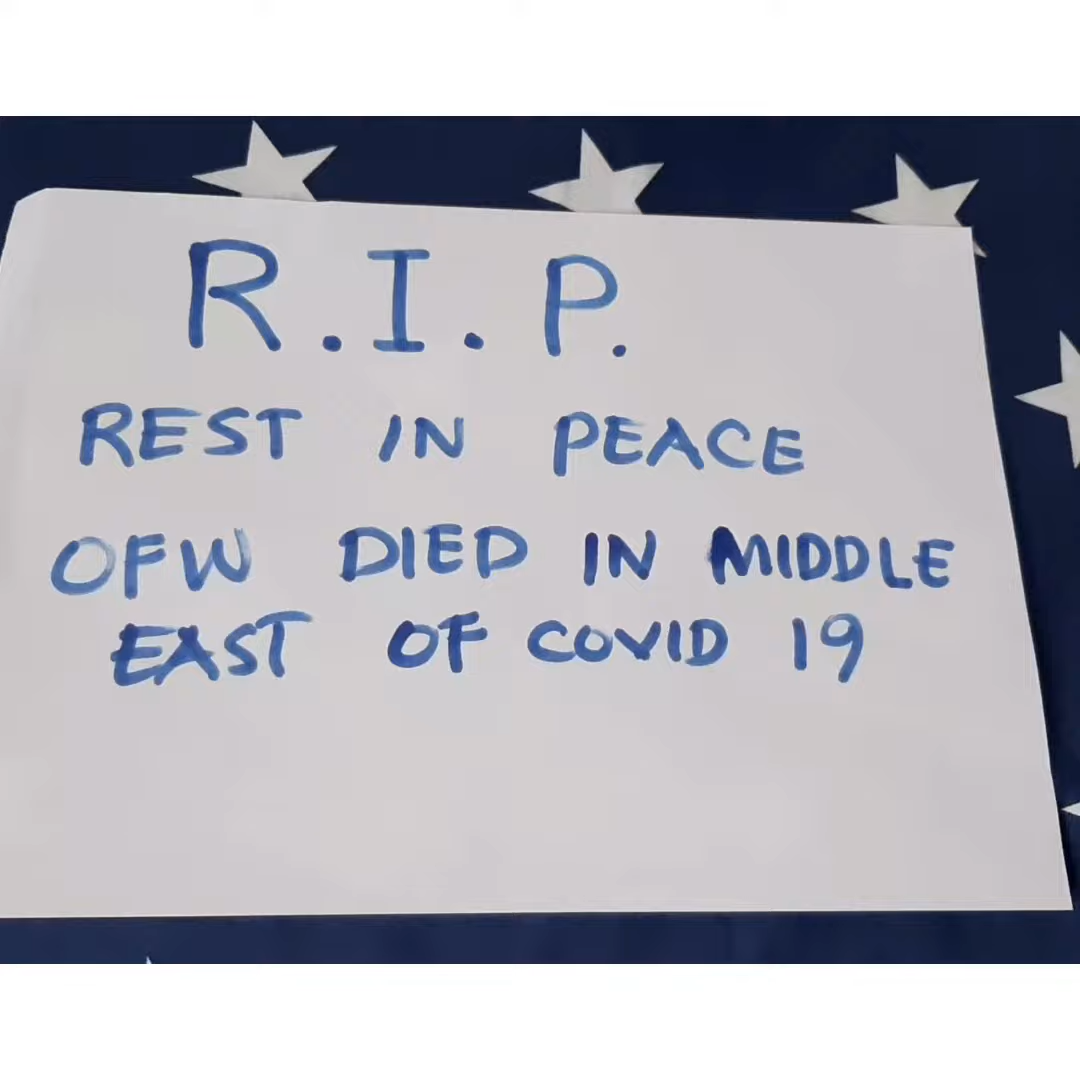 R.I.P.
REST IN PEACE
OFW DIED IN MIDDLE
EAST OF COVID 19